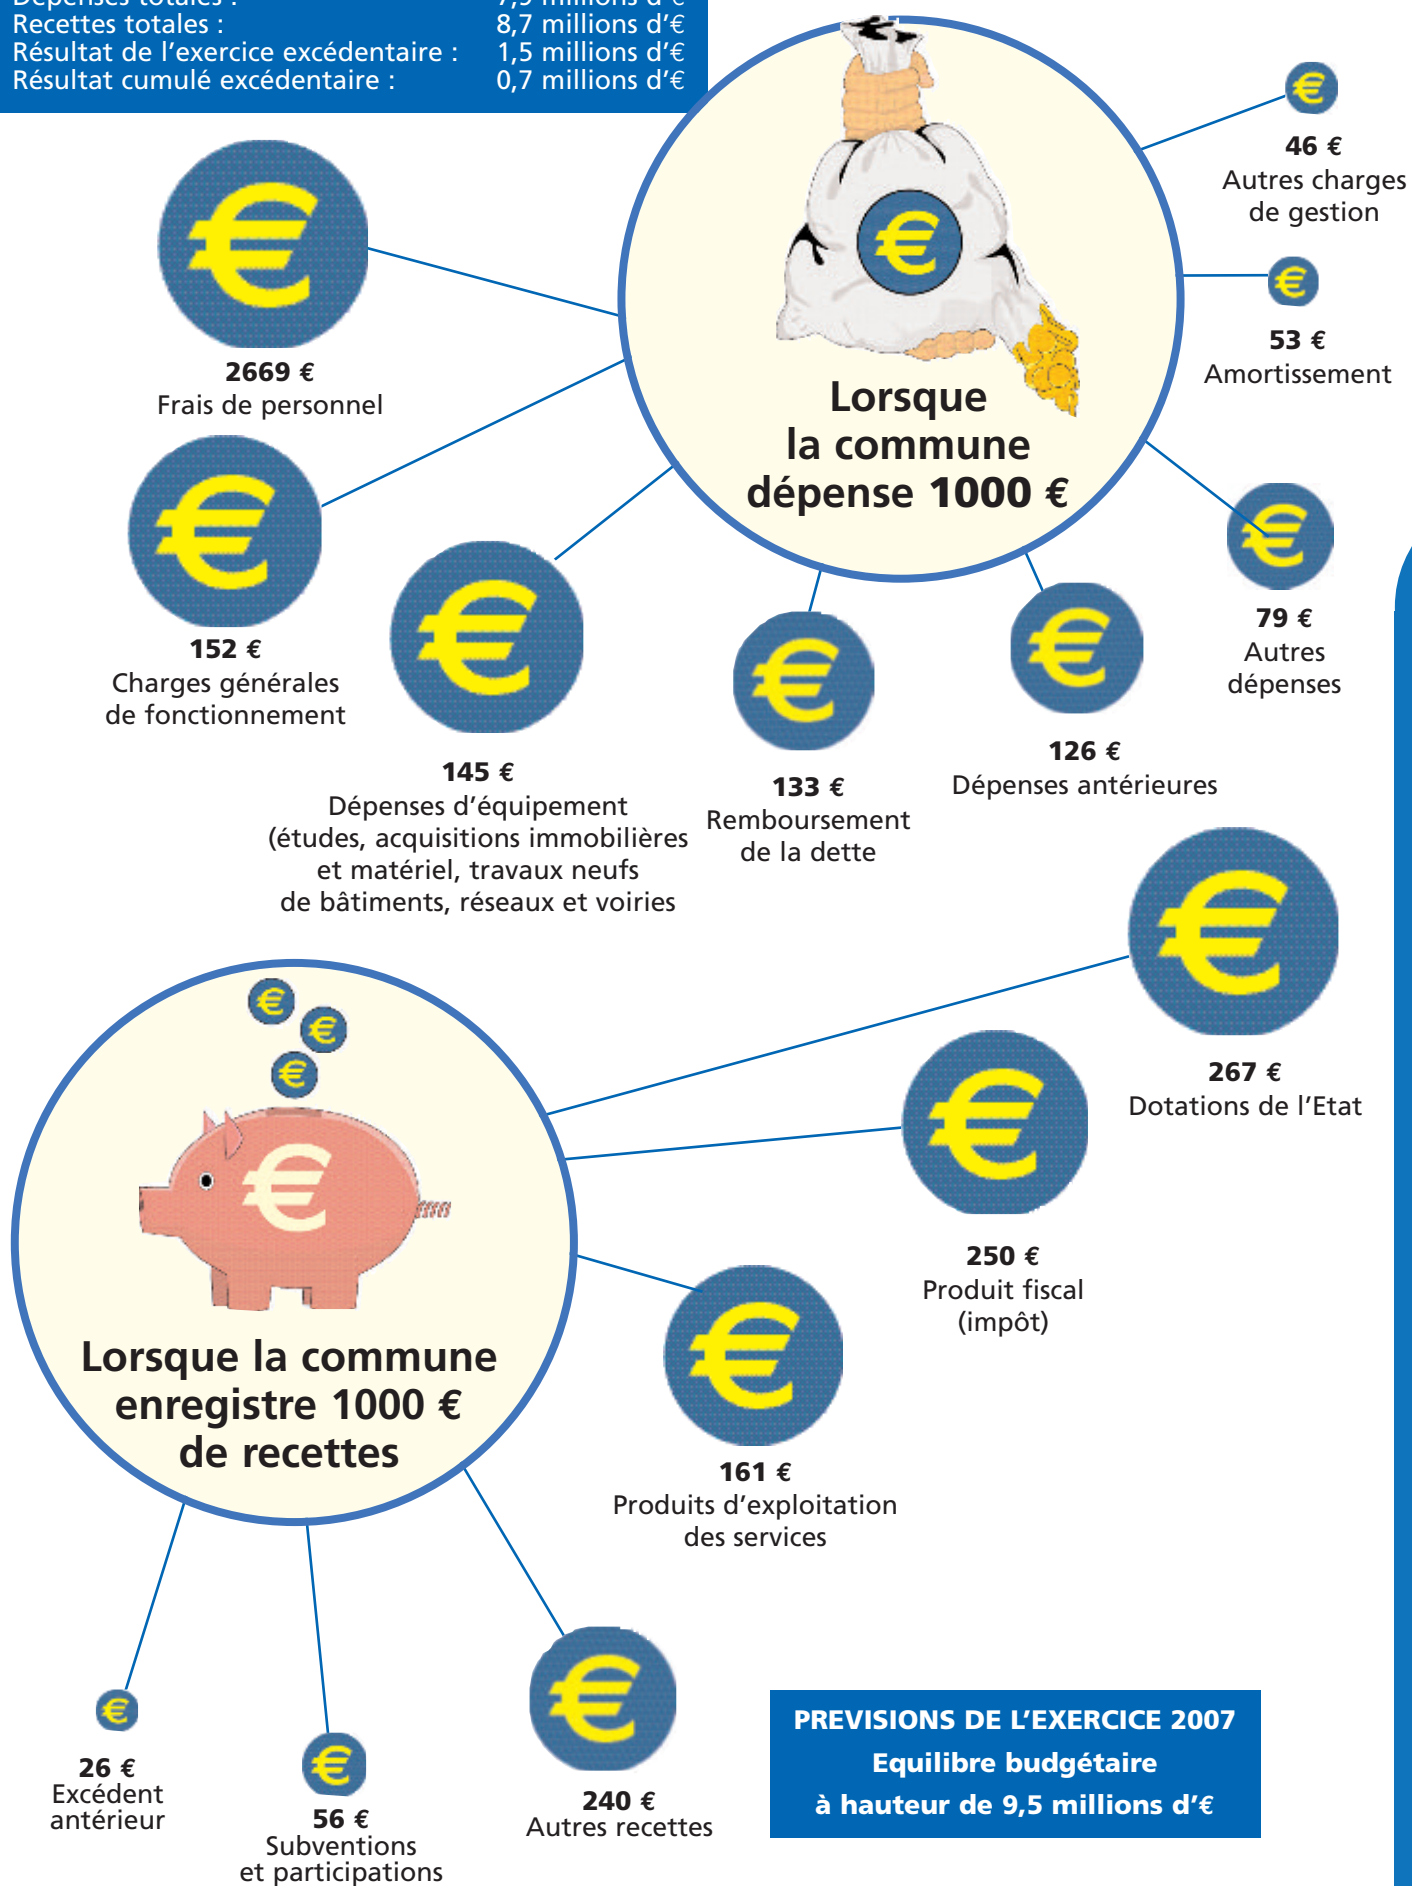 Dépenses totales : 7,9 millions d'€
Recettes totales : 8,7 millions d'€
Résultat de l'exercice excédentaire : 1,5 millions d'€
Résultat cumulé excédentaire : 0,7 millions d'€
46 €
Autres charges
de gestion
53 €
Amortissement
2669 €
Frais de personnel
Lorsque
la commune
dépense 1000 €
79 €
Autres
dépenses
152 €
Charges générales
de fonctionnement
145 €
Dépenses d'équipement
(études, acquisitions immobilières
et matériel, travaux neufs
de bâtiments, réseaux et voiries
133 €
Remboursement
de la dette
126 €
Dépenses antérieures
267 €
Dotations de l'Etat
250 €
Produit fiscal
(impôt)
Lorsque la commune
enregistre 1000 €
de recettes
161 €
Produits d'exploitation
des services
26 €
Excédent
antérieur
56 €
Subventions
et participations
240 €
Autres recettes
PREVISIONS DE L'EXERCICE 2007
Equilibre budgétaire
à hauteur de 9,5 millions d'€